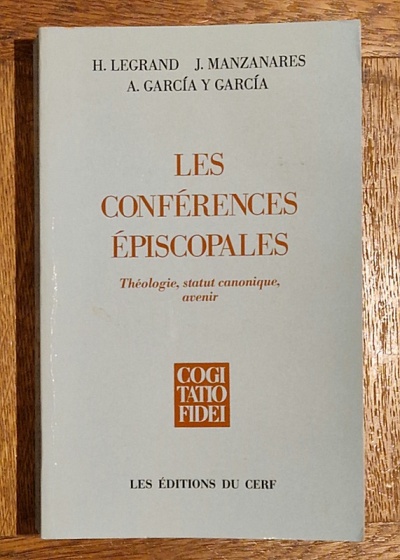 H. LEGRAND J. MANZANARES
A. GARCÍA Y GARCÍA
LES
CONFÉRENCES
ÉPISCOPALES
Théologie, statut canonique,
avenir
COGI
TATIO
FIDEI
LES ÉDITIONS DU CERF